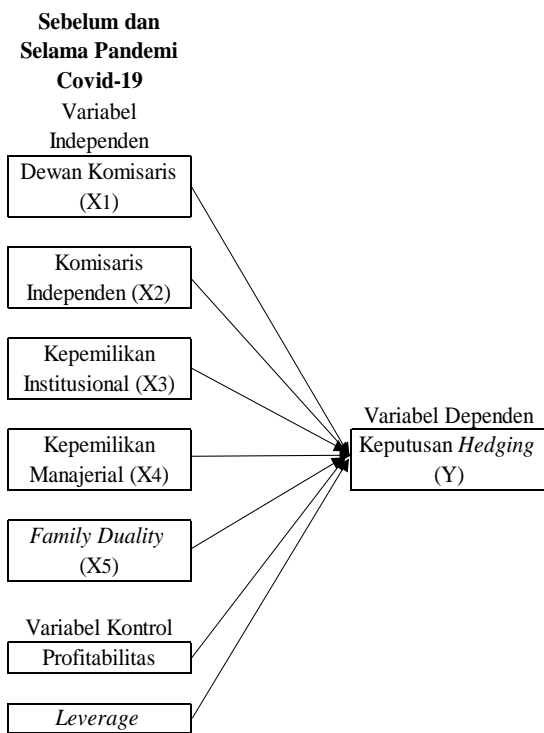 Sebelum dan
Selama Pandemi
Covid-19
Variabel
Independen
Dewan Komisaris
(X1)
Komisaris
Independen (X2)
Kepemilikan
Institusional (X3)
Kepemilikan
Manajerial (X4)
Family Duality
(X5)
Variabel Kontrol
Profitabilitas
Leverage
Variabel Dependen
Keputusan Hedging
(Y)